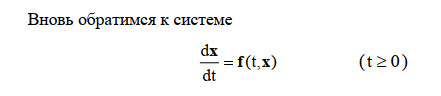 Вновь обратимся к системе
dx/dt = f(t,x) (t ≥ 0)